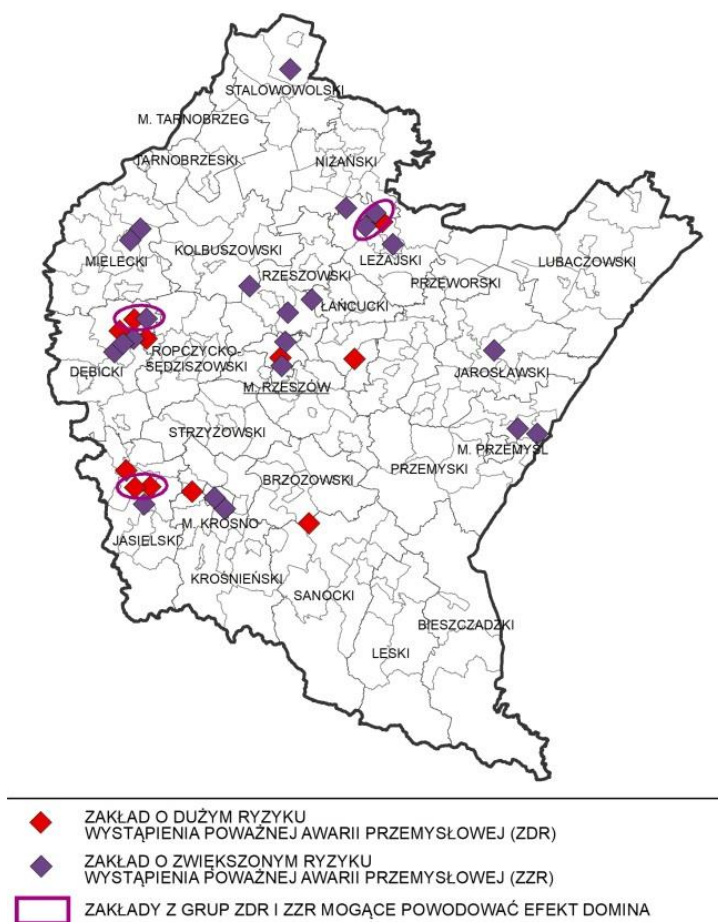 STALOWOWOLSKI
M. TARNOBRZEG
TARNOBRZESKI
NIŻAŃSKI
KOLBUSZOWSKI
MIELECKI
LEŻAJSKI
LUBACZOWSKI
RZESZOWSKI
PRZEWORSKI
ŁAŃCUCKI
ROPCZYCKO-
SĘDZISZOWSKI
DĘBICKI
JAROSŁAWSKI
M. RZESZÓW
STRZYŻOWSKI
M. PRZEMYŚL
PRZEMYSKI
BRZOZOWSKI
M. KROSNO
JASIELSKI
KROŚNIEŃSKI
SANOCKI
BIESZCZADZKI
LESKI
ZAKŁAD O DUŻYM RYZYKU
WYSTĄPIENIA POWAŻNEJ AWARII PRZEMYSŁOWEJ (ZDR)
ZAKŁAD O ZWIĘKSZONYM RYZYKU
WYSTĄPIENIA POWAŻNEJ AWARII PRZEMYSŁOWEJ (ZZR)
ZAKŁADY Z GRUP ZDR I ZZR MOGĄCE POWODOWAĆ EFEKT DOMINA